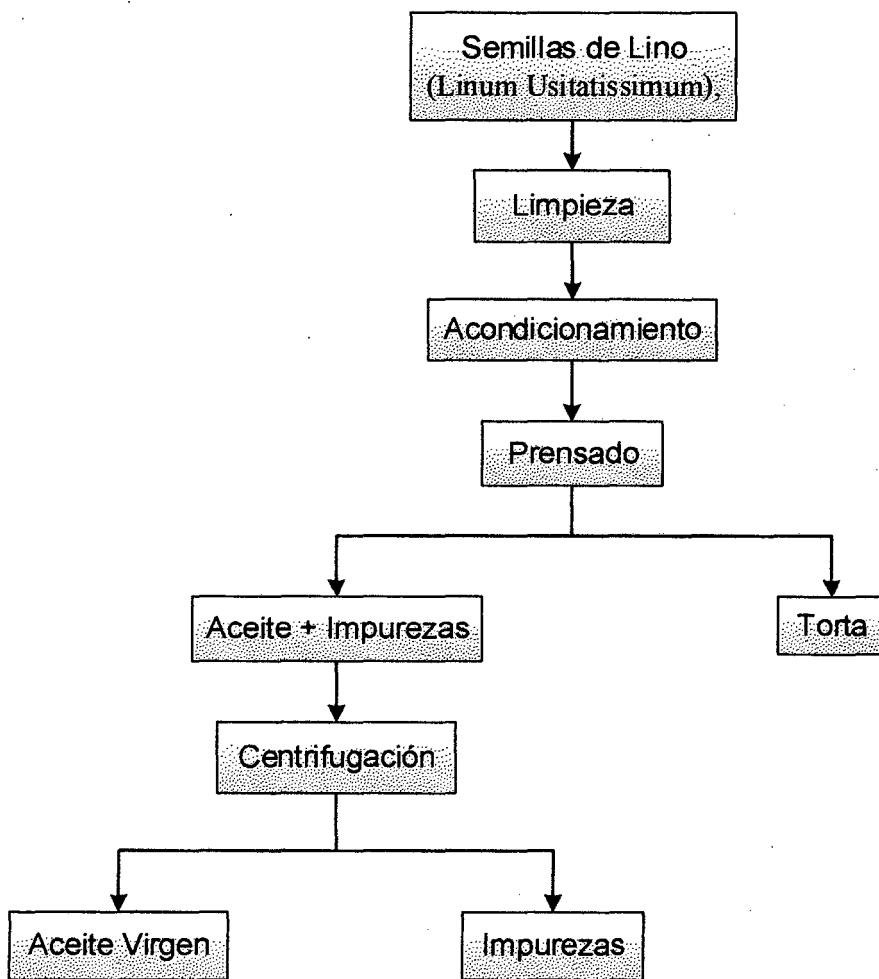 Semillas de Lino
(Linum Usitatissimum),
Limpieza
Acondicionamiento
Prensado
Aceite + Impurezas
Torta
Centrifugación
Aceite Virgen
Impurezas